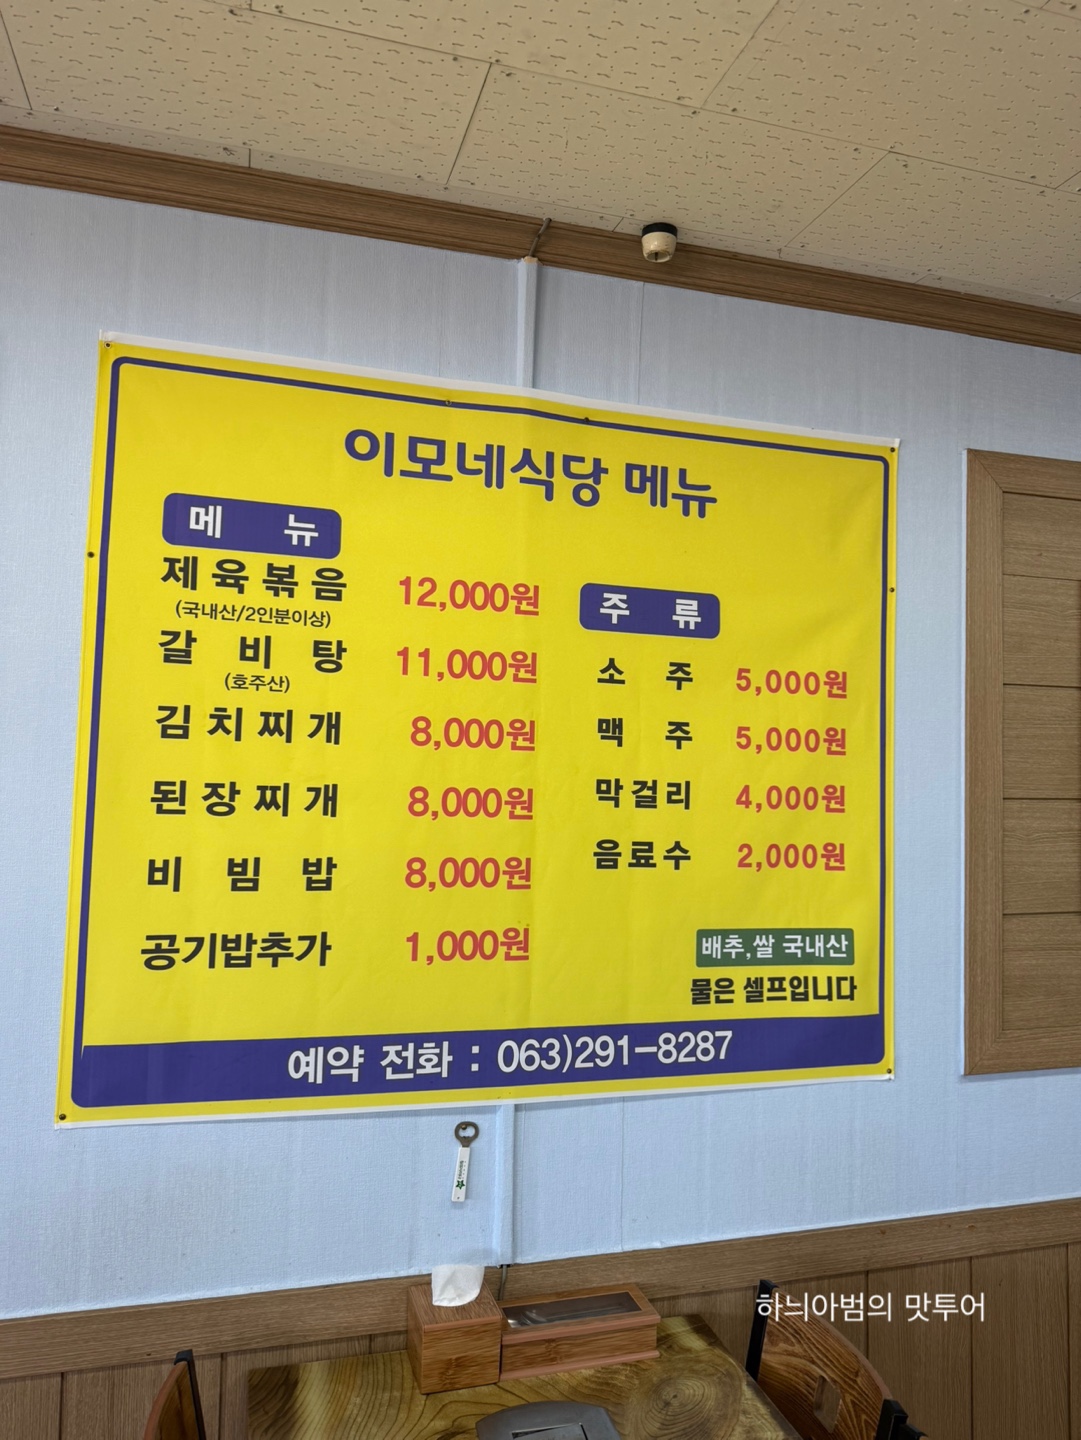 이모네식당 메뉴
메 뉴
제육볶음 12,000원
(국내산/2인분이상)
갈비탕 11,000원
(호주산)
김치찌개 8,000원
된장찌개 8,000원
비빔밥 8,000원
공기밥추가 1,000원
주 류
소 주 5,000원
맥 주 5,000원
막걸리 4,000원
음료수 2,000원
배추,쌀 국내산
물은 셀프입니다
예약 전화 : 063)291-8287
하늬아범의 맛투어